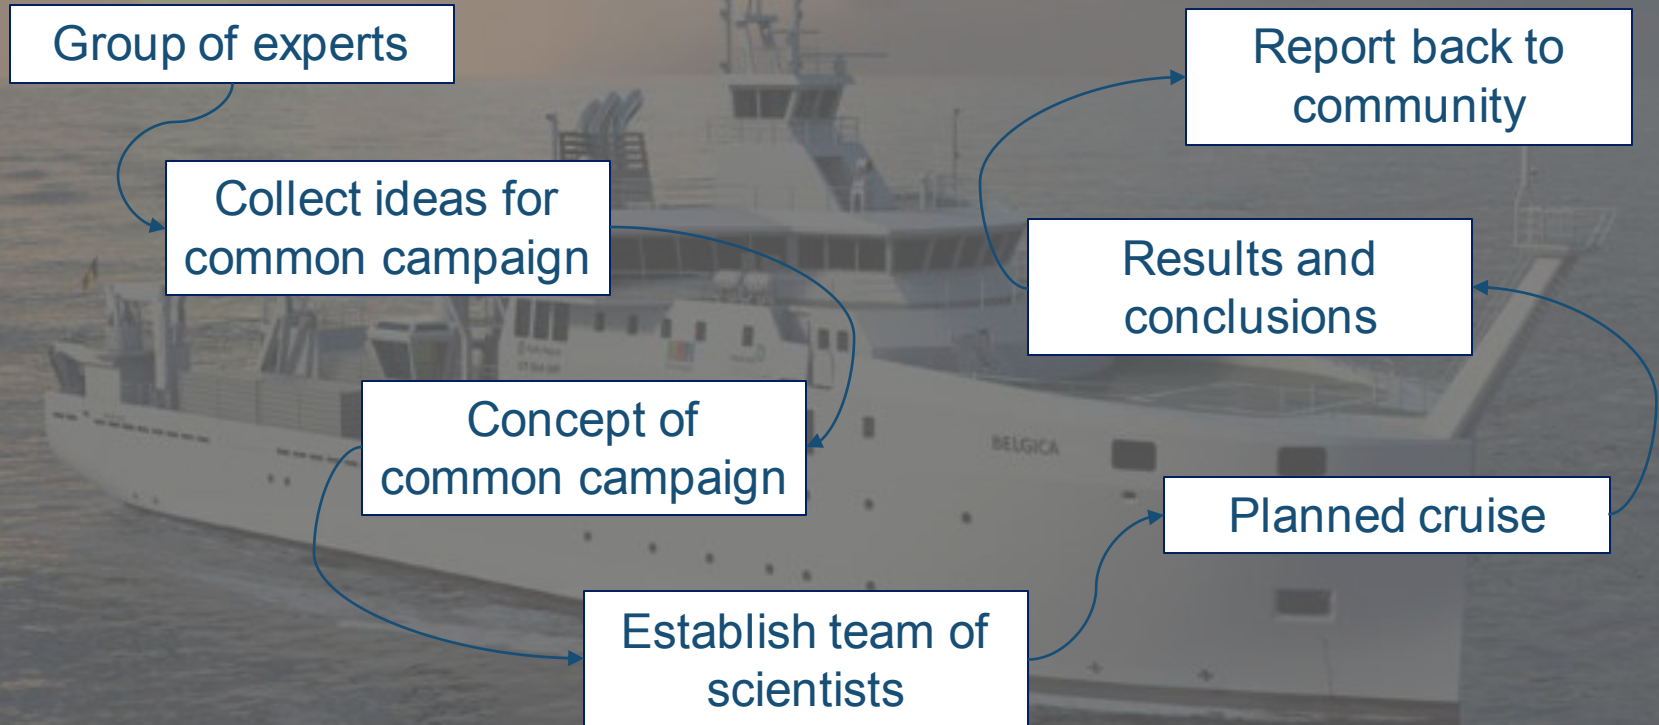 Group of experts
Collect ideas for
common campaign
Concept of
common campaign
Establish team of
scientists
Planned cruise
Results and
conclusions
Report back to
community
BELGICA